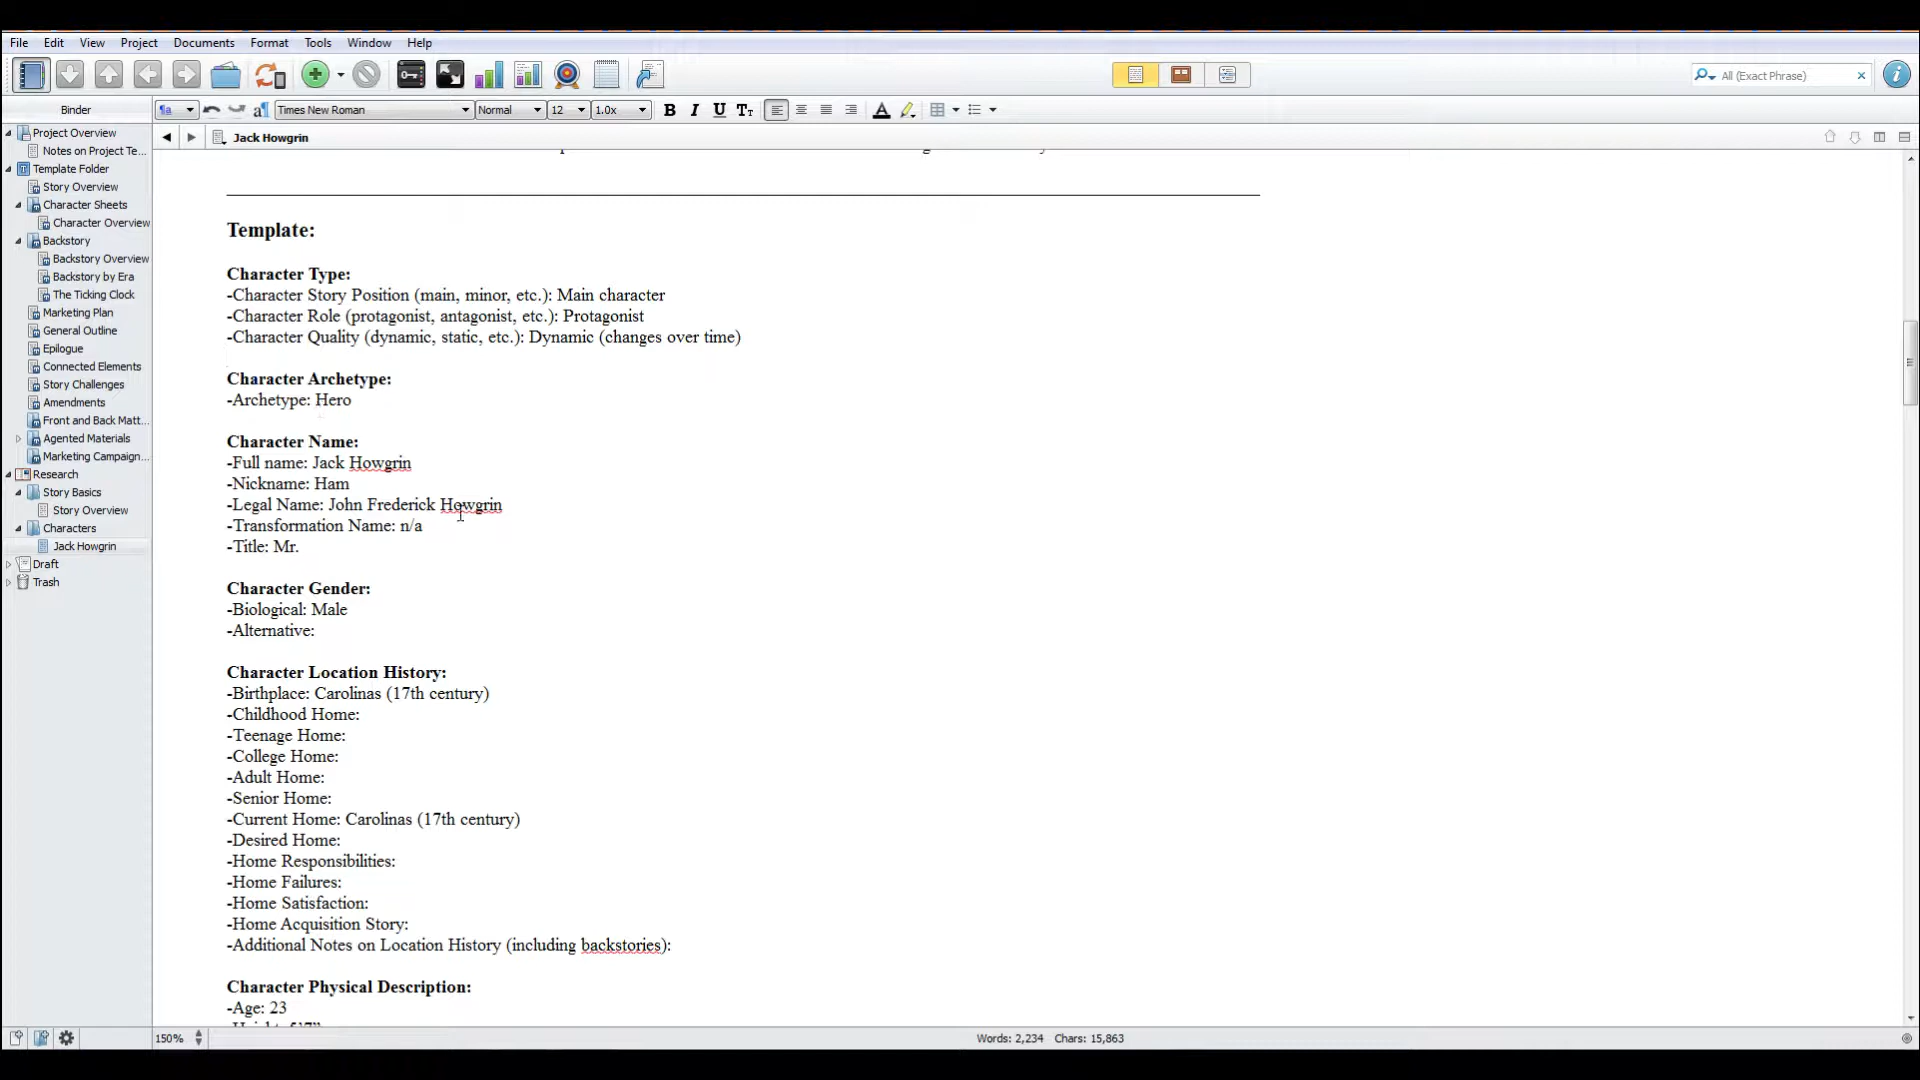 File Edit View Project Documents Format Tools Window Help
All (Exact Phrase)
Binder
Times New Roman Normal 12 1.0x B I U
Jack Howgrin
Project Overview
Notes on Project Te...
Template Folder
Story Overview
Character Sheets
Character Overview
Backstory
Backstory Overview
Backstory by Era
The Ticking Clock
Marketing Plan
General Outline
Epilogue
Connected Elements
Story Challenges
Amendments
Front and Back Matt...
Agented Materials
Marketing Campaign...
Research
Story Basics
Story Overview
Characters
Jack Howgrin
Draft
Trash
Template:
Character Type:
-Character Story Position (main, minor, etc.): Main character
-Character Role (protagonist, antagonist, etc.): Protagonist
-Character Quality (dynamic, static, etc.): Dynamic (changes over time)
Character Archetype:
-Archetype: Hero
Character Name:
-Full name: Jack Howgrin
-Nickname: Ham
-Legal Name: John Frederick Howgrin
-Transformation Name: n/a
-Title: Mr.
Character Gender:
-Biological: Male
-Alternative:
Character Location History:
-Birthplace: Carolinas (17th century)
-Childhood Home:
-Teenage Home:
-College Home:
-Adult Home:
-Senior Home:
-Current Home: Carolinas (17th century)
-Desired Home:
-Home Responsibilities:
-Home Failures:
-Home Satisfaction:
-Home Acquisition Story:
-Additional Notes on Location History (including backstories):
Character Physical Description:
-Age: 23
150%
Words: 2,234 Chars: 15,863